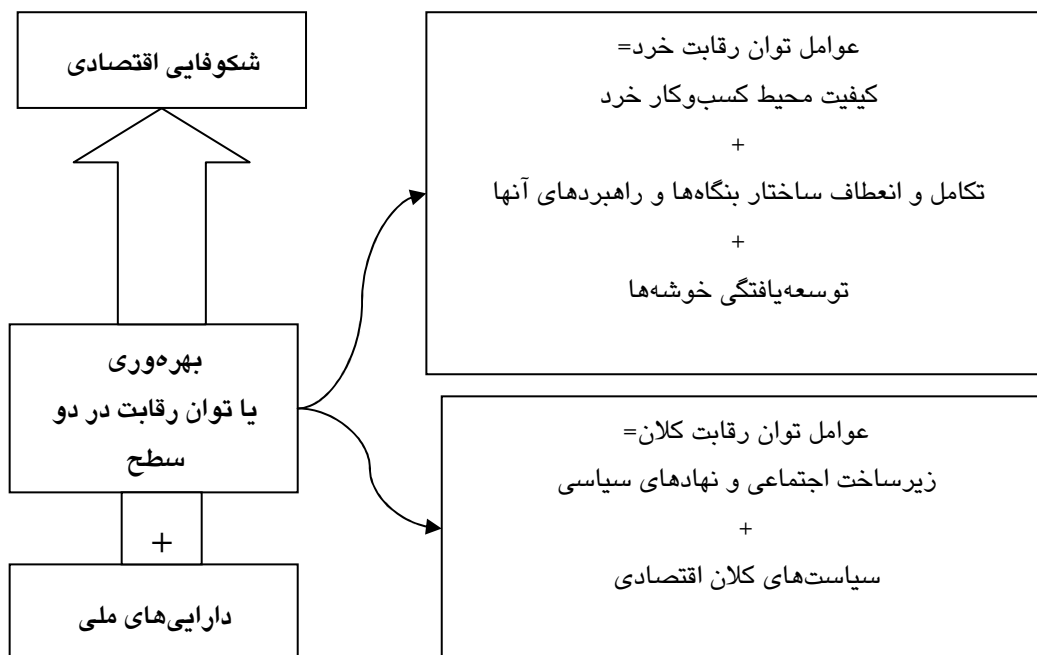 شکوفایی اقتصادی
عوامل توان رقابت خرد=
کیفیت محیط کسب‌وکار خرد
+
تکامل و انعطاف ساختار بنگاه‌ها و راهبردهای آنها
+
توسعه‌یافتگی خوشه‌ها
بهره‌وری
یا توان رقابت در دو
سطح
عوامل توان رقابت کلان=
زیرساخت اجتماعی و نهادهای سیاسی
+
سیاست‌های کلان اقتصادی
+
دارایی‌های ملی